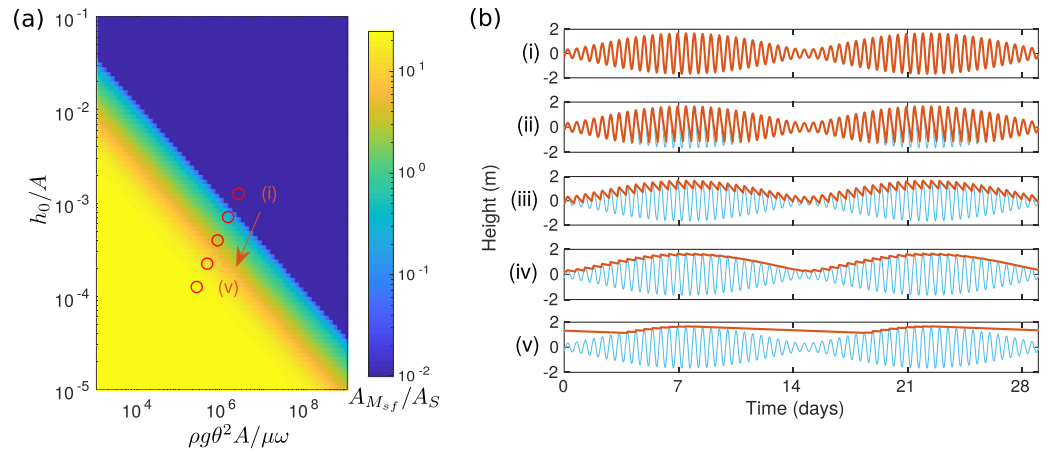 (a)
10^-1
10^-2
10^-3
10^-4
10^-5
h_0/A
(i)
(v)
10^4
10^6
10^8
ρgθ^2 A/μω
10^1
10^0
10^-1
10^-2
A_{M_{sf}}/A_S
(b)
(i)
2
0
-2
(ii)
2
0
-2
(iii)
2
0
-2
(iv)
2
0
-2
(v)
2
0
-2
Height (m)
0
7
14
21
28
Time (days)